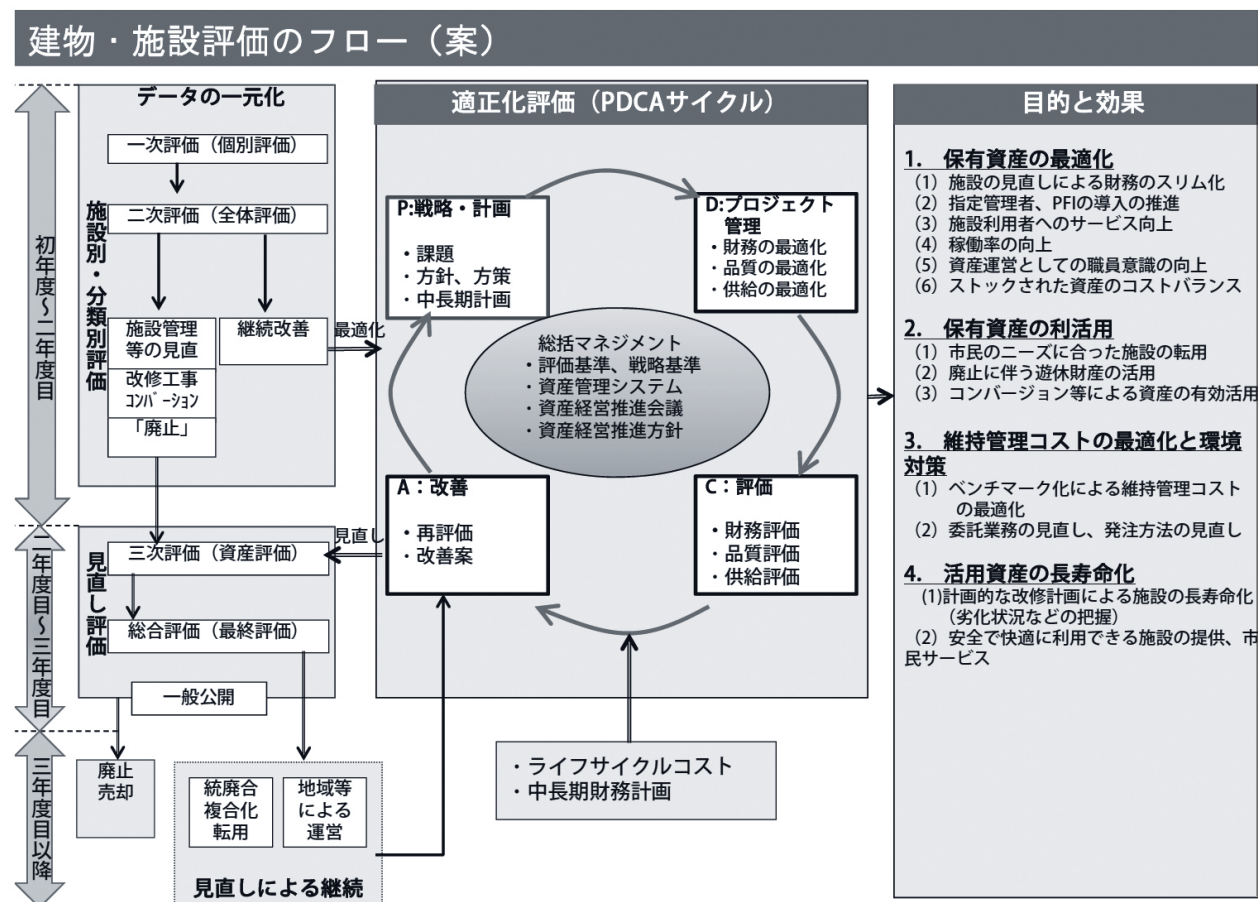 建物・施設評価のフロー（案）
初年度～二年度目
二年度目～三年度目
三年度目以降
データの一元化
施設別・分類別評価
一次評価（個別評価）
二次評価（全体評価）
施設管理
等の見直
改修工事
コンバーション
「廃止」
継続改善
最適化
見直し評価
三次評価（資産評価）
総合評価（最終評価）
一般公開
見直し
廃止
売却
統廃合
複合化
転用
地域等
による
運営
見直しによる継続
適正化評価（PDCAサイクル）
P:戦略・計画
・課題
・方針、方策
・中長期計画
D:プロジェクト
管理
・財務の最適化
・品質の最適化
・供給の最適化
総括マネジメント
・評価基準、戦略基準
・資産管理システム
・資産経営推進会議
・資産経営推進方針
A：改善
・再評価
・改善案
C：評価
・財務評価
・品質評価
・供給評価
・ライフサイクルコスト
・中長期財務計画
目的と効果
1.　保有資産の最適化
（1）施設の見直しによる財務のスリム化
（2）指定管理者、PFIの導入の推進
（3）施設利用者へのサービス向上
（4）稼働率の向上
（5）資産運営としての職員意識の向上
（6）ストックされた資産のコストバランス
2.　保有資産の利活用
（1）市民のニーズに合った施設の転用
（2）廃止に伴う遊休財産の活用
（3）コンバージョン等による資産の有効活用
3.　維持管理コストの最適化と環境
対策
（1）ベンチマーク化による維持管理コスト
の最適化
（2）委託業務の見直し、発注方法の見直し
4.　活用資産の長寿命化
(1)計画的な改修計画による施設の長寿命化
（劣化状況などの把握）
（2）安全で快適に利用できる施設の提供、市
民サービス